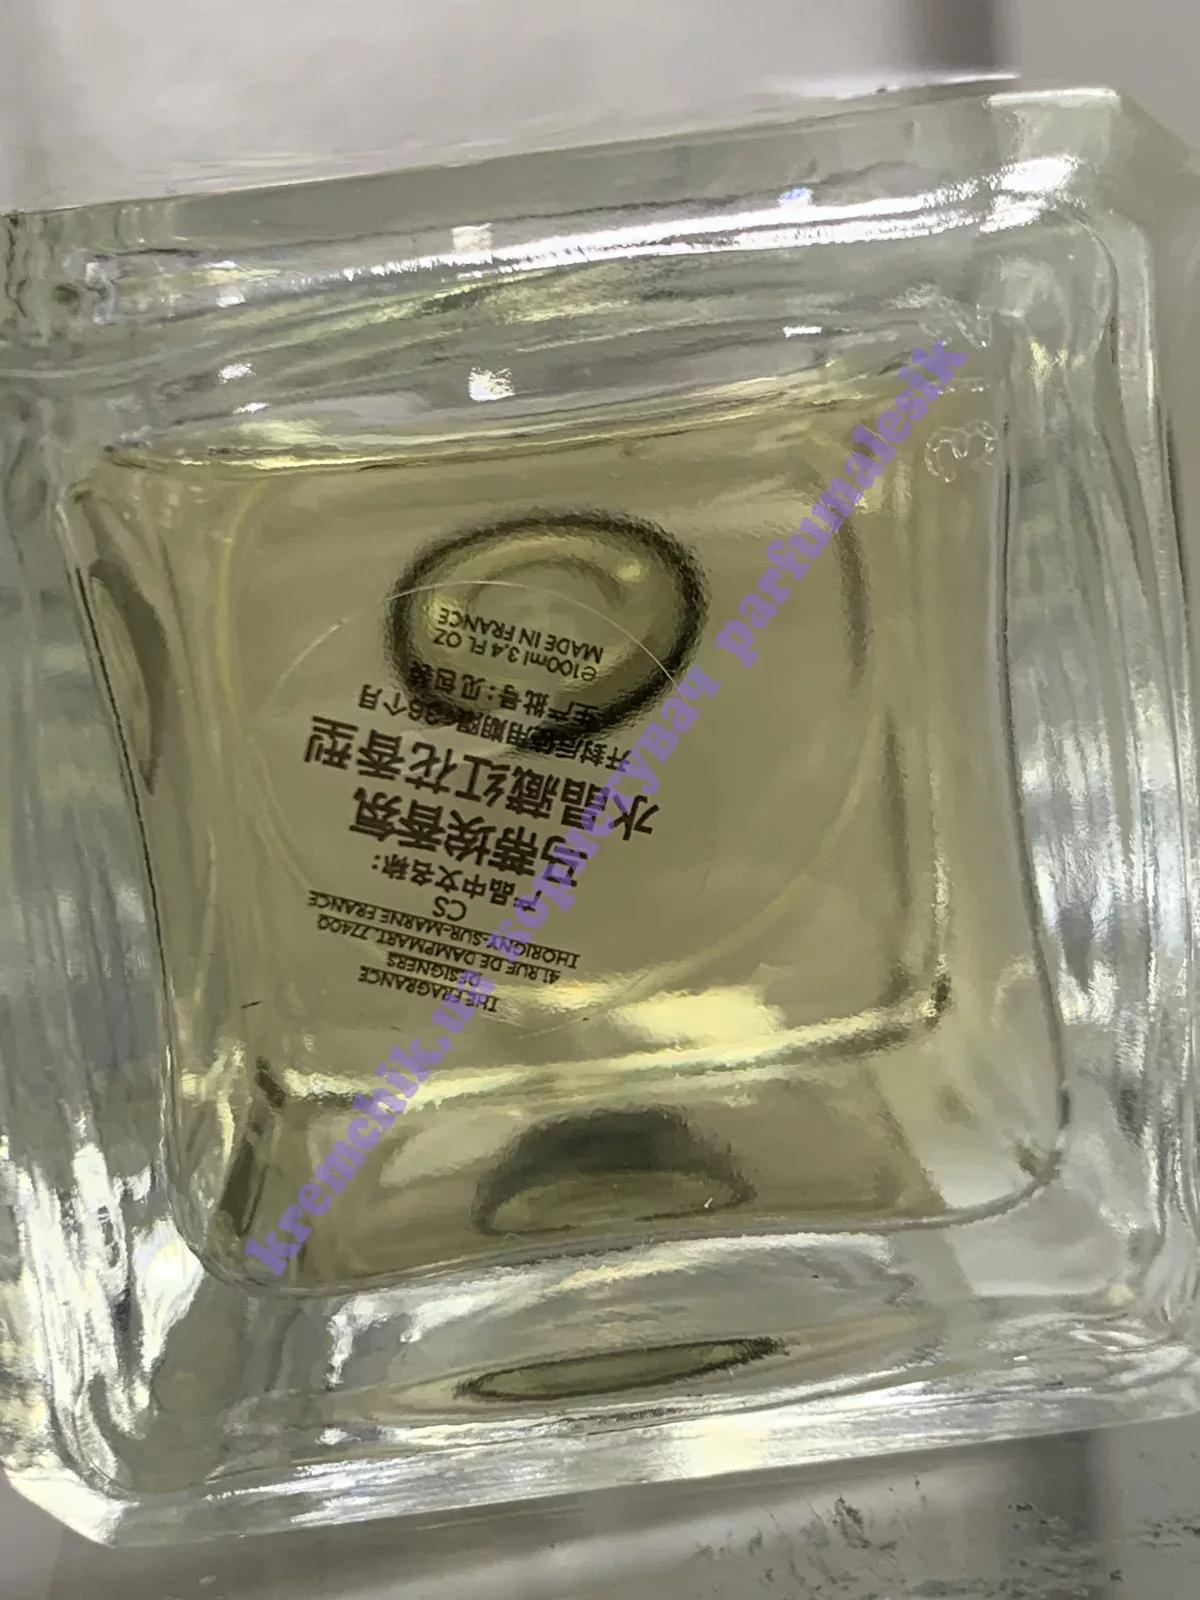 THE FRAGRANCE
DESIGNERS
41 RUE DE DAMPMART, 77400
THORIGNY-SUR-MARNE FRANCE
CS
产品中文名称：
马蒂埃香氛
水晶藏红花香型
开封后使用期限：36个月
生产批号：见包装
℮100ml 3,4 FL OZ
MADE IN FRANCE
kremchik.ua користувач parfumalesik